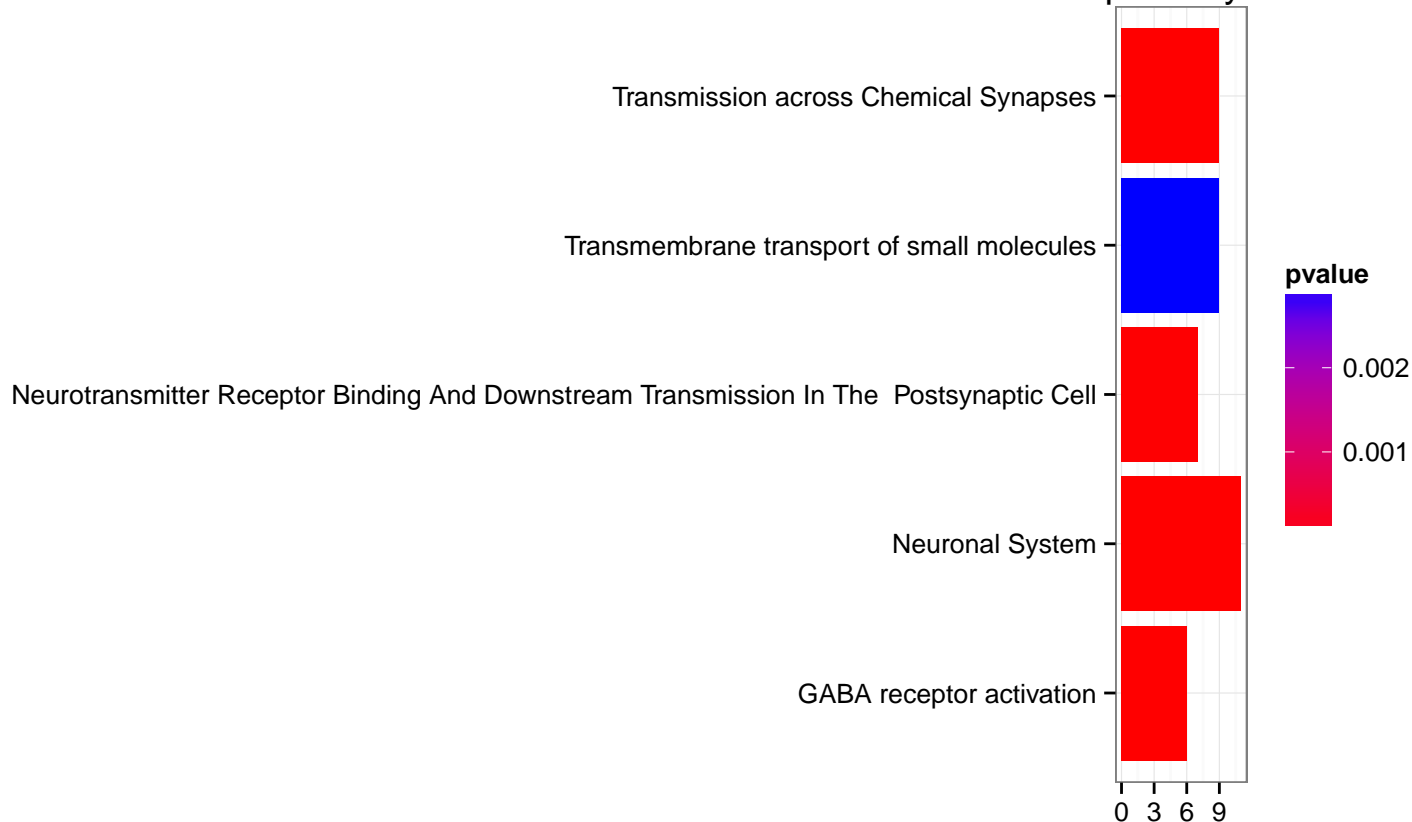 Transmission across Chemical Synapses
Transmembrane transport of small molecules
Neurotransmitter Receptor Binding And Downstream Transmission In The  Postsynaptic Cell
Neuronal System
GABA receptor activation
0 3 6 9
pvalue
0.002
0.001